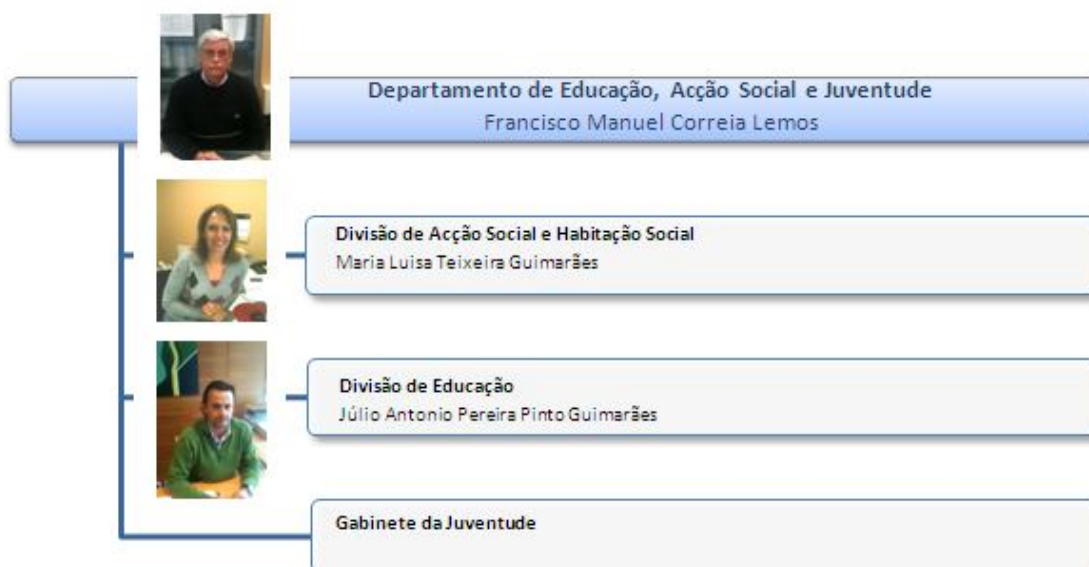 Departamento de Educação, Acção Social e Juventude
Francisco Manuel Correia Lemos
Divisão de Acção Social e Habitação Social
Maria Luisa Teixeira Guimarães
Divisão de Educação
Júlio Antonio Pereira Pinto Guimarães
Gabinete da Juventude